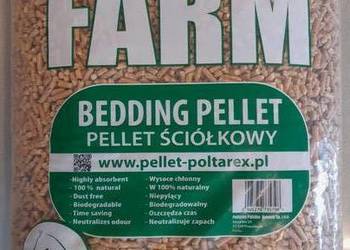 FARM
BEDDING PELLET
PELLET ŚCIÓŁKOWY
www.pellet-poltarex.pl
-Highly absorbent
-100 % natural
-Dust free
-Biodegradable
-Time saving
-Neutralizes odour
-Wysoce chłonny
-W 100% naturalny
-Niepylący
-Biodegradowalny
-Oszczędza czas
-Neutralizuje zapach